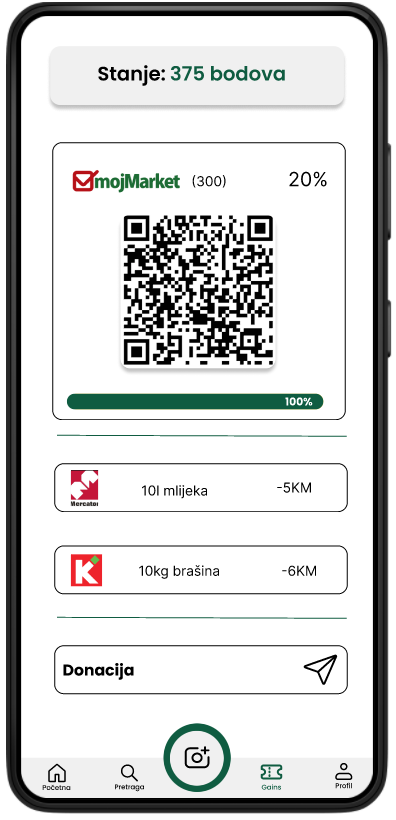 Stanje: 375 bodova
mojMarket (300) 20%
100%
Mercator 10l mlijeka -5KM
K 10kg brašina -6KM
Donacija
Početna Pretraga Gains Profil